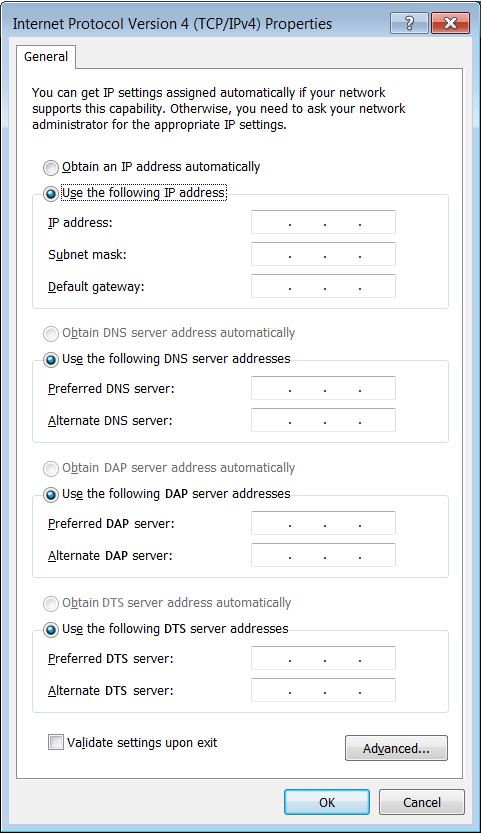 Internet Protocol Version 4 (TCP/IPv4) Properties
?
General
You can get IP settings assigned automatically if your network
supports this capability. Otherwise, you need to ask your network
administrator for the appropriate IP settings.
Obtain an IP address automatically
Use the following IP address
IP address: . . .
Subnet mask: . . .
Default gateway: . . .
Obtain DNS server address automatically
Use the following DNS server addresses
Preferred DNS server: . . .
Alternate DNS server: . . .
Obtain DAP server address automatically
Use the following DAP server addresses
Preferred DAP server: . . .
Alternate DAP server: . . .
Obtain DTS server address automatically
Use the following DTS server addresses
Preferred DTS server: . . .
Alternate DTS server: . . .
Validate settings upon exit
Advanced...
OK Cancel